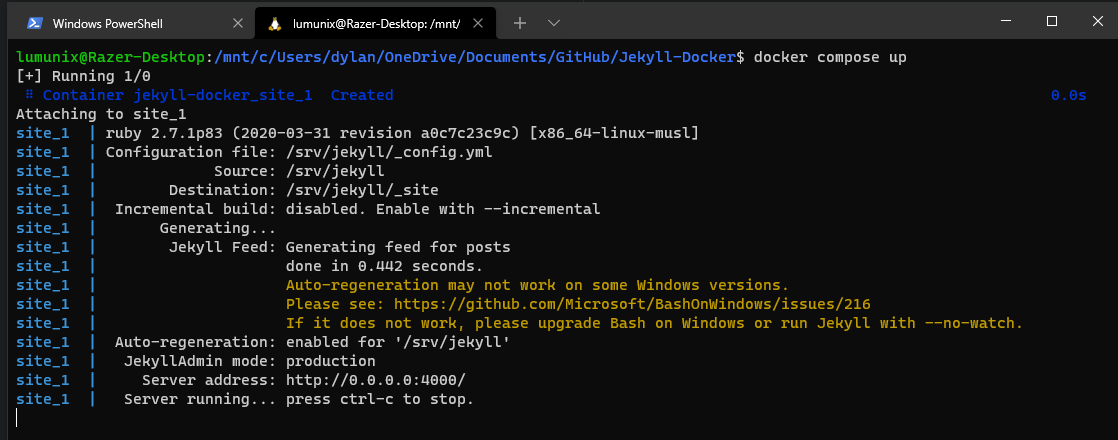 Windows PowerShell
lumunix@Razer-Desktop: /mnt/
lumunix@Razer-Desktop:/mnt/c/Users/dylan/OneDrive/Documents/GitHub/Jekyll-Docker$ docker compose up
[+] Running 1/0
⠿ Container jekyll-docker_site_1  Created 0.0s
Attaching to site_1
site_1  | ruby 2.7.1p83 (2020-03-31 revision a0c7c23c9c) [x86_64-linux-musl]
site_1  | Configuration file: /srv/jekyll/_config.yml
site_1  |             Source: /srv/jekyll
site_1  |        Destination: /srv/jekyll/_site
site_1  |  Incremental build: disabled. Enable with --incremental
site_1  |       Generating...
site_1  |        Jekyll Feed: Generating feed for posts
site_1  |                     done in 0.442 seconds.
site_1  |                     Auto-regeneration may not work on some Windows versions.
site_1  |                     Please see: https://github.com/Microsoft/BashOnWindows/issues/216
site_1  |                     If it does not work, please upgrade Bash on Windows or run Jekyll with --no-watch.
site_1  |  Auto-regeneration: enabled for '/srv/jekyll'
site_1  |   JekyllAdmin mode: production
site_1  |     Server address: http://0.0.0.0:4000/
site_1  |   Server running... press ctrl-c to stop.